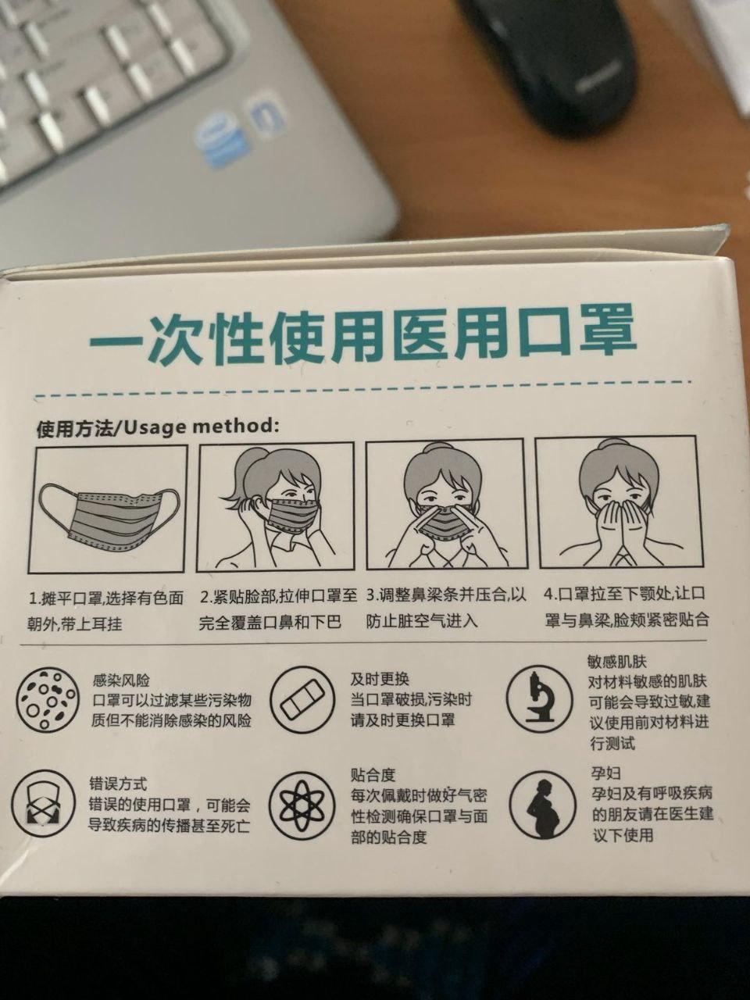 一次性使用医用口罩
使用方法/Usage method:
1.摊平口罩,选择有色面
朝外,带上耳挂
2.紧贴脸部,拉伸口罩至
完全覆盖口鼻和下巴
3.调整鼻梁条并压合,以
防止脏空气进入
4.口罩拉至下颚处,让口
罩与鼻梁,脸颊紧密贴合
感染风险
口罩可以过滤某些污染物
质但不能消除感染的风险
及时更换
当口罩破损,污染时
请及时更换口罩
敏感肌肤
对材料敏感的肌肤
可能会导致过敏,建
议使用前对材料进
行测试
错误方式
错误的使用口罩，可能会
导致疾病的传播甚至死亡
贴合度
每次佩戴时做好气密
性检测确保口罩与面
部的贴合度
孕妇
孕妇及有呼吸疾病
的朋友请在医生建
议下使用